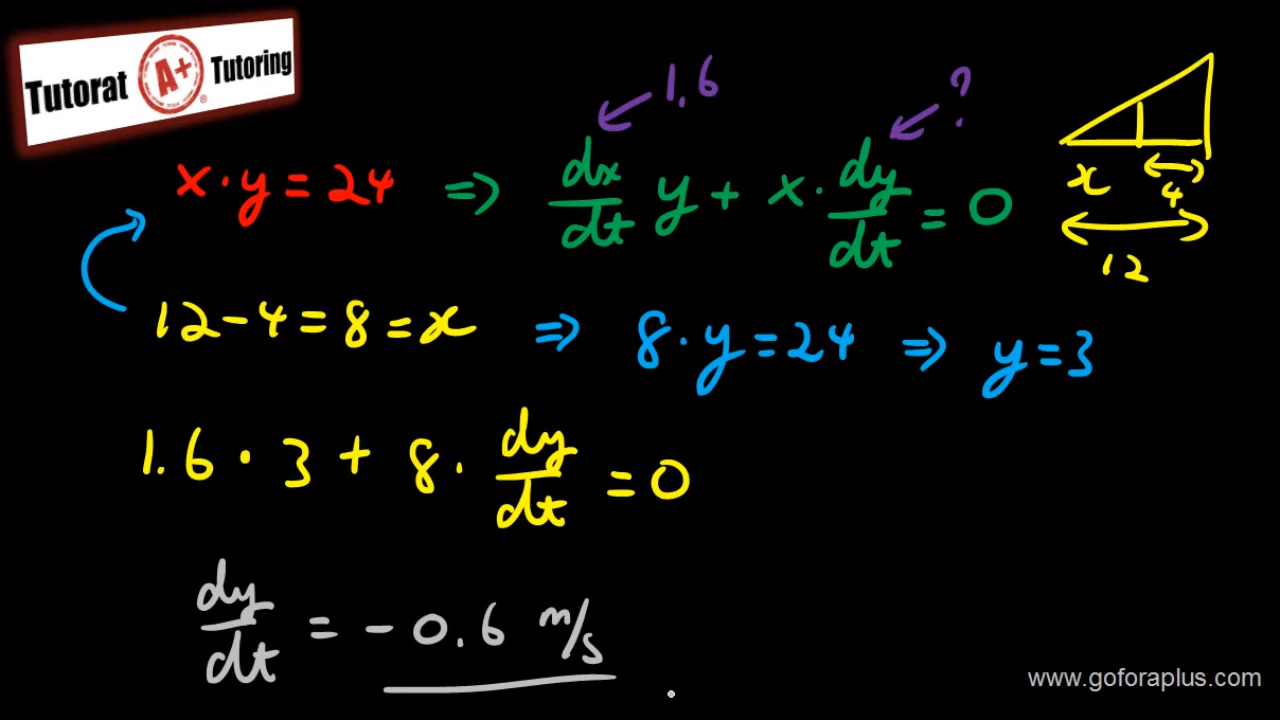 Tutorat A+ Tutoring
1.6 ?
x · y = 24 ⇒ dx/dt y + x · dy/dt = 0
x 4
12
12 - 4 = 8 = x ⇒ 8 · y = 24 ⇒ y = 3
1.6 · 3 + 8 · dy/dt = 0
dy/dt = - 0.6 m/s
www.goforaplus.com